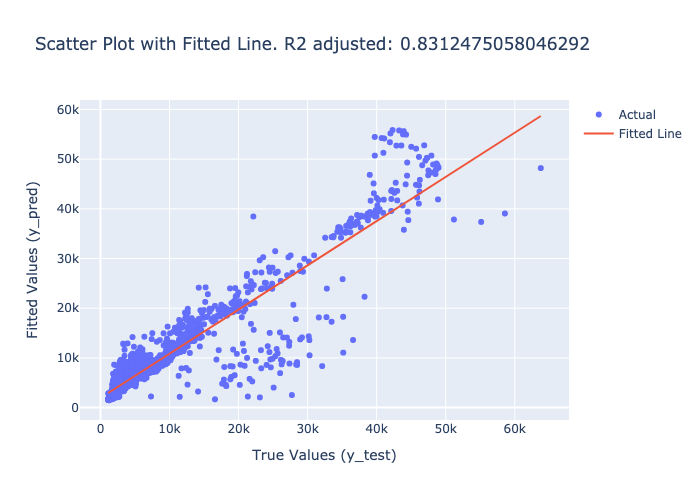 Scatter Plot with Fitted Line. R2 adjusted: 0.8312475058046292
60k
50k
40k
30k
20k
10k
0
Fitted Values (y_pred)
0
10k
20k
30k
40k
50k
60k
True Values (y_test)
Actual
Fitted Line